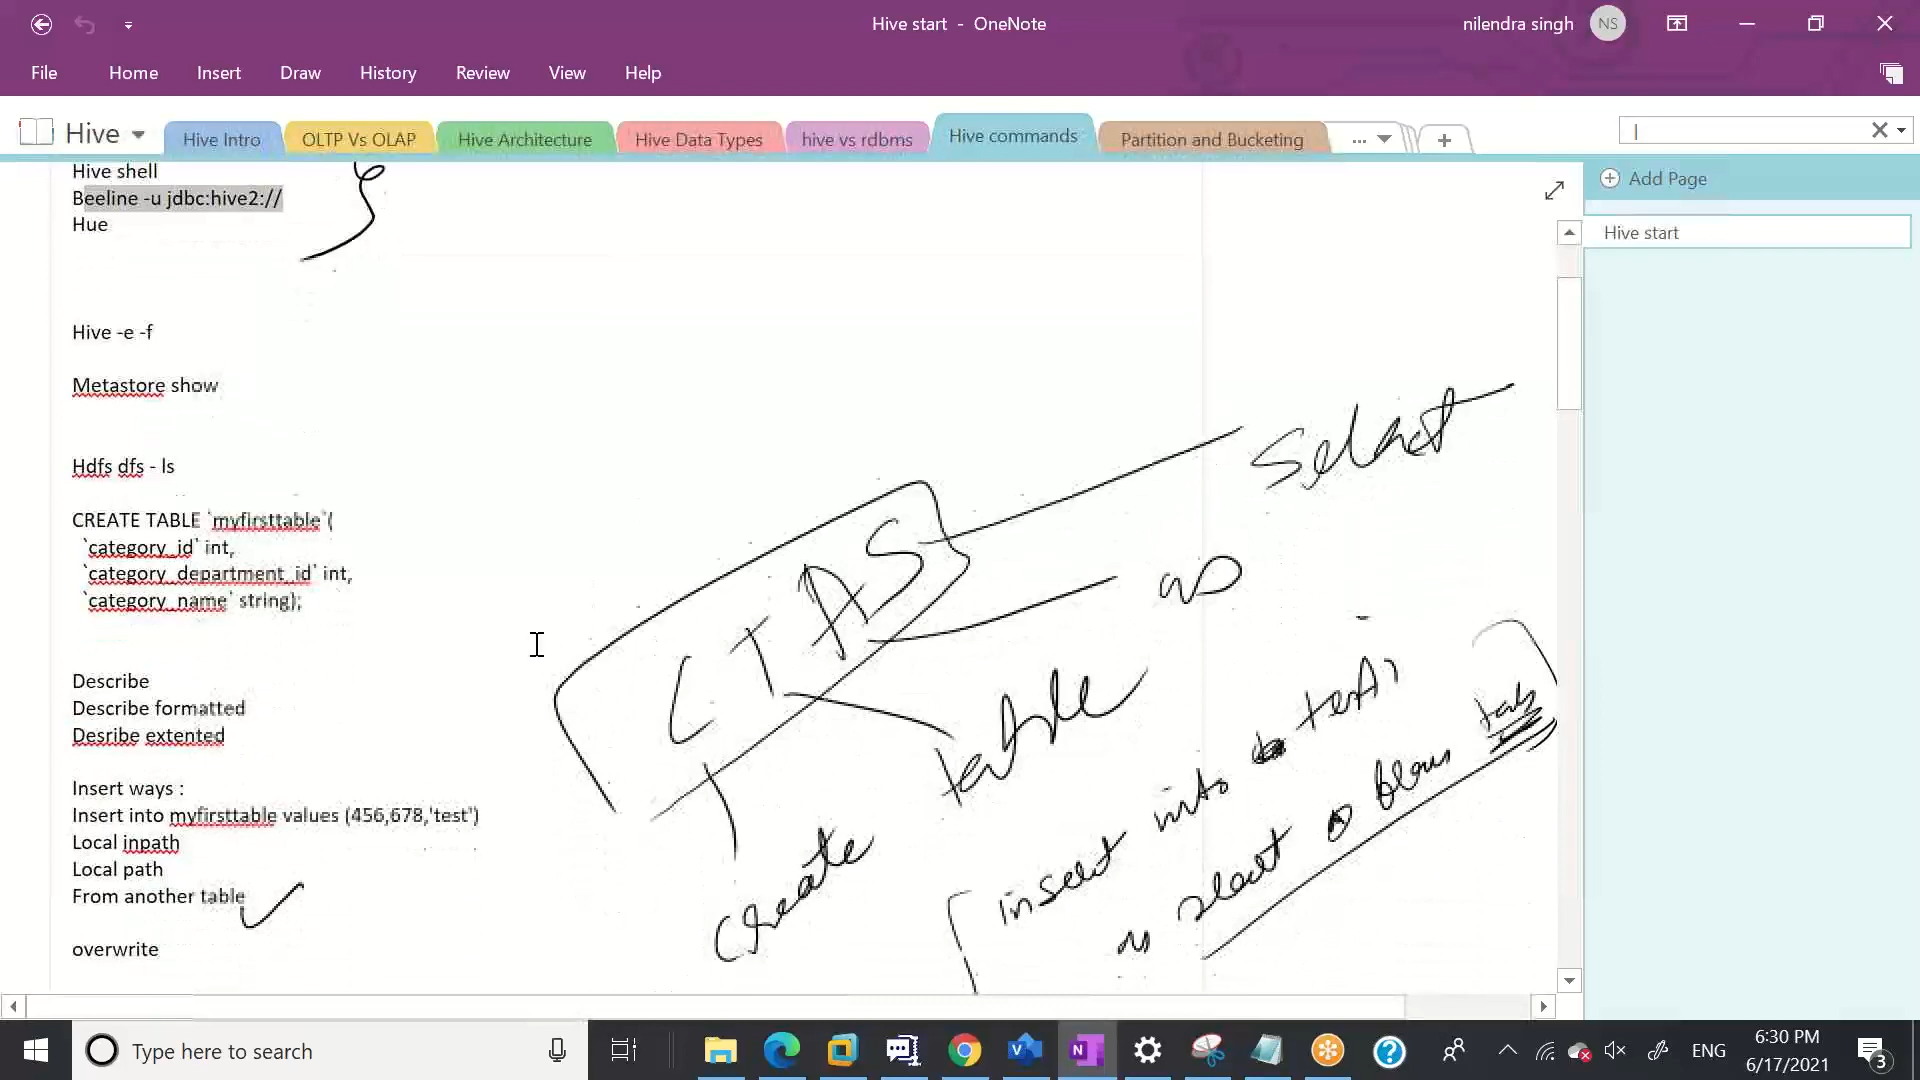 Hive start - OneNote
nilendra singh
NS
File Home Insert Draw History Review View Help
Hive
Hive Intro
OLTP Vs OLAP
Hive Architecture
Hive Data Types
hive vs rdbms
Hive commands
Partition and Bucketing
...
Add Page
Hive start
Hive shell
Beeline -u jdbc:hive2://
Hue
Hive -e -f
Metastore show
Hdfs dfs - ls
CREATE TABLE `myfirsttable`(
`category_id` int,
`category_department_id` int,
`category_name` string);
Describe
Describe formatted
Desribe extented
Insert ways :
Insert into myfirsttable values (456,678,'test')
Local inpath
Local path
From another table
overwrite
CTAS
Select
as
table
Create
insert into
select
Type here to search
ENG
6:30 PM
6/17/2021
3